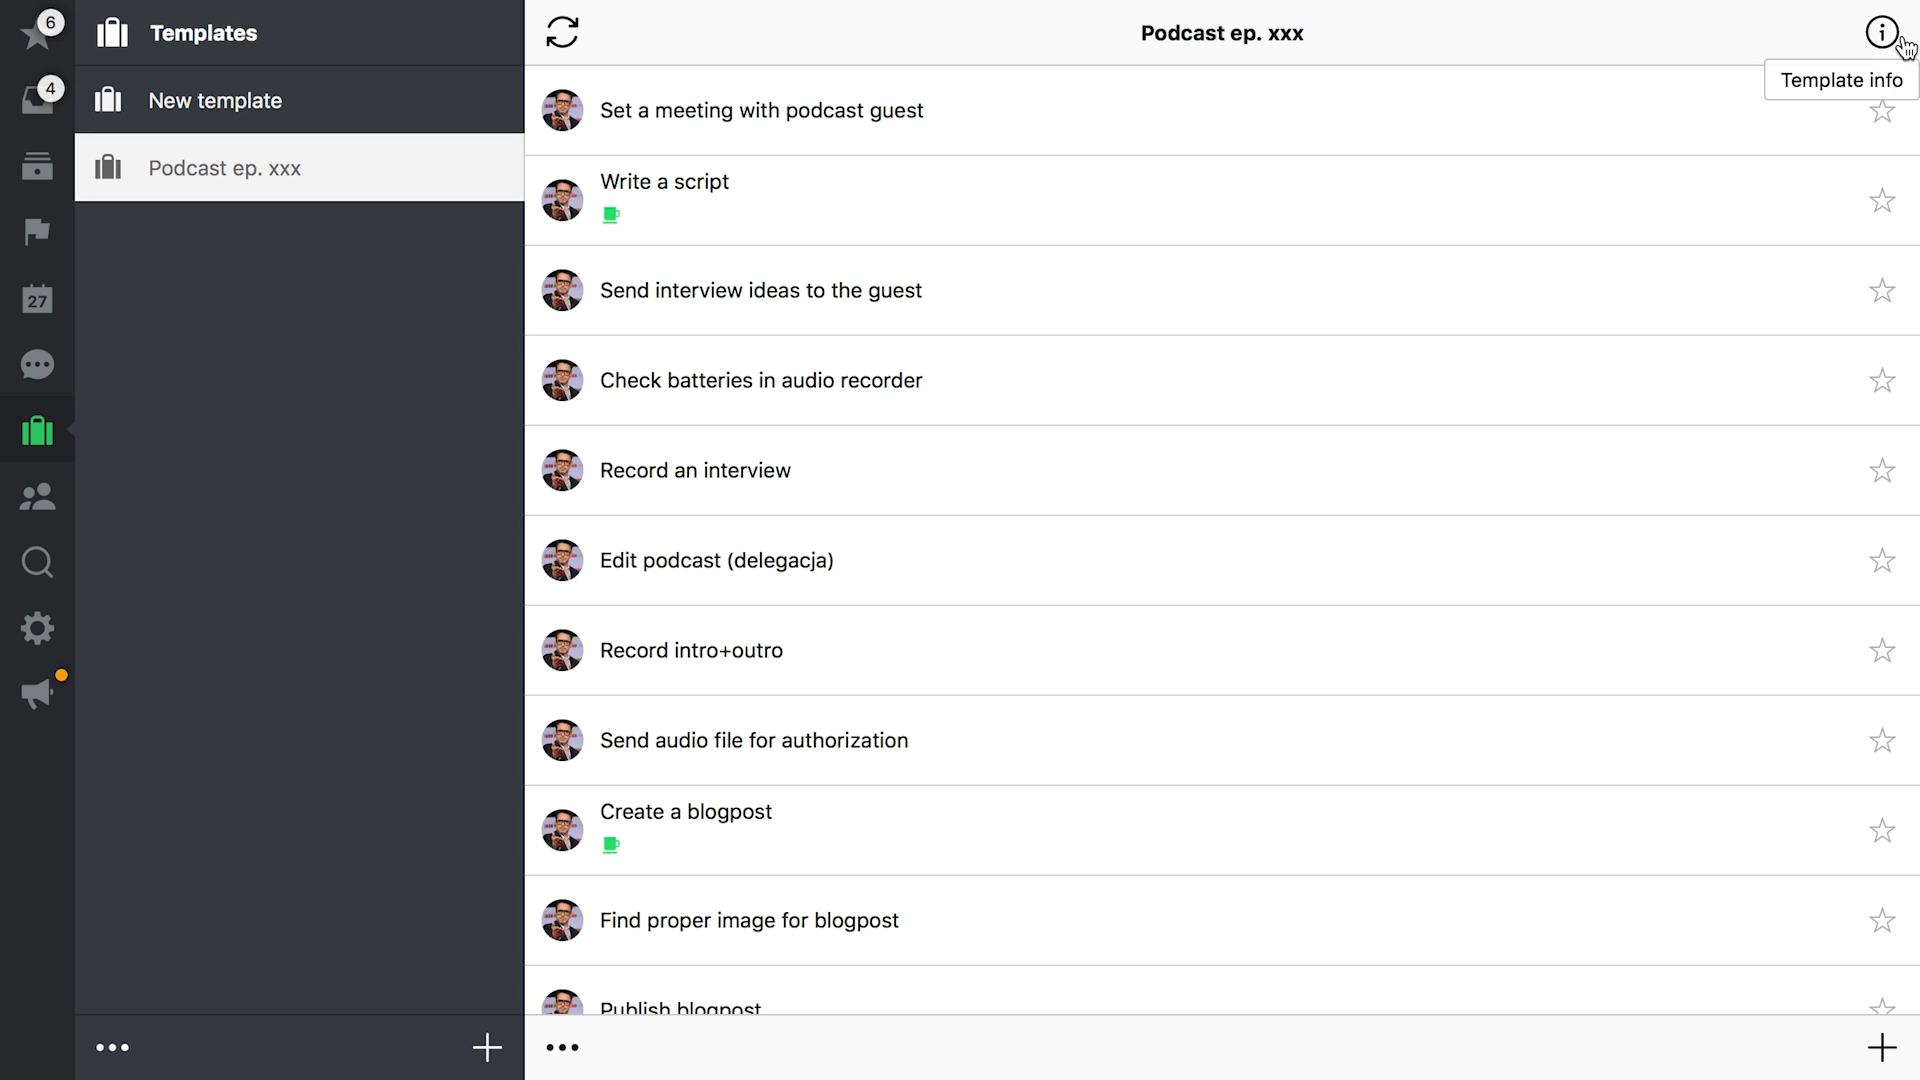 6
Templates
Podcast ep. xxx
Template info
4
New template
Podcast ep. xxx
27
Set a meeting with podcast guest
Write a script
Send interview ideas to the guest
Check batteries in audio recorder
Record an interview
Edit podcast (delegacja)
Record intro+outro
Send audio file for authorization
Create a blogpost
Find proper image for blogpost
Publish blogpost